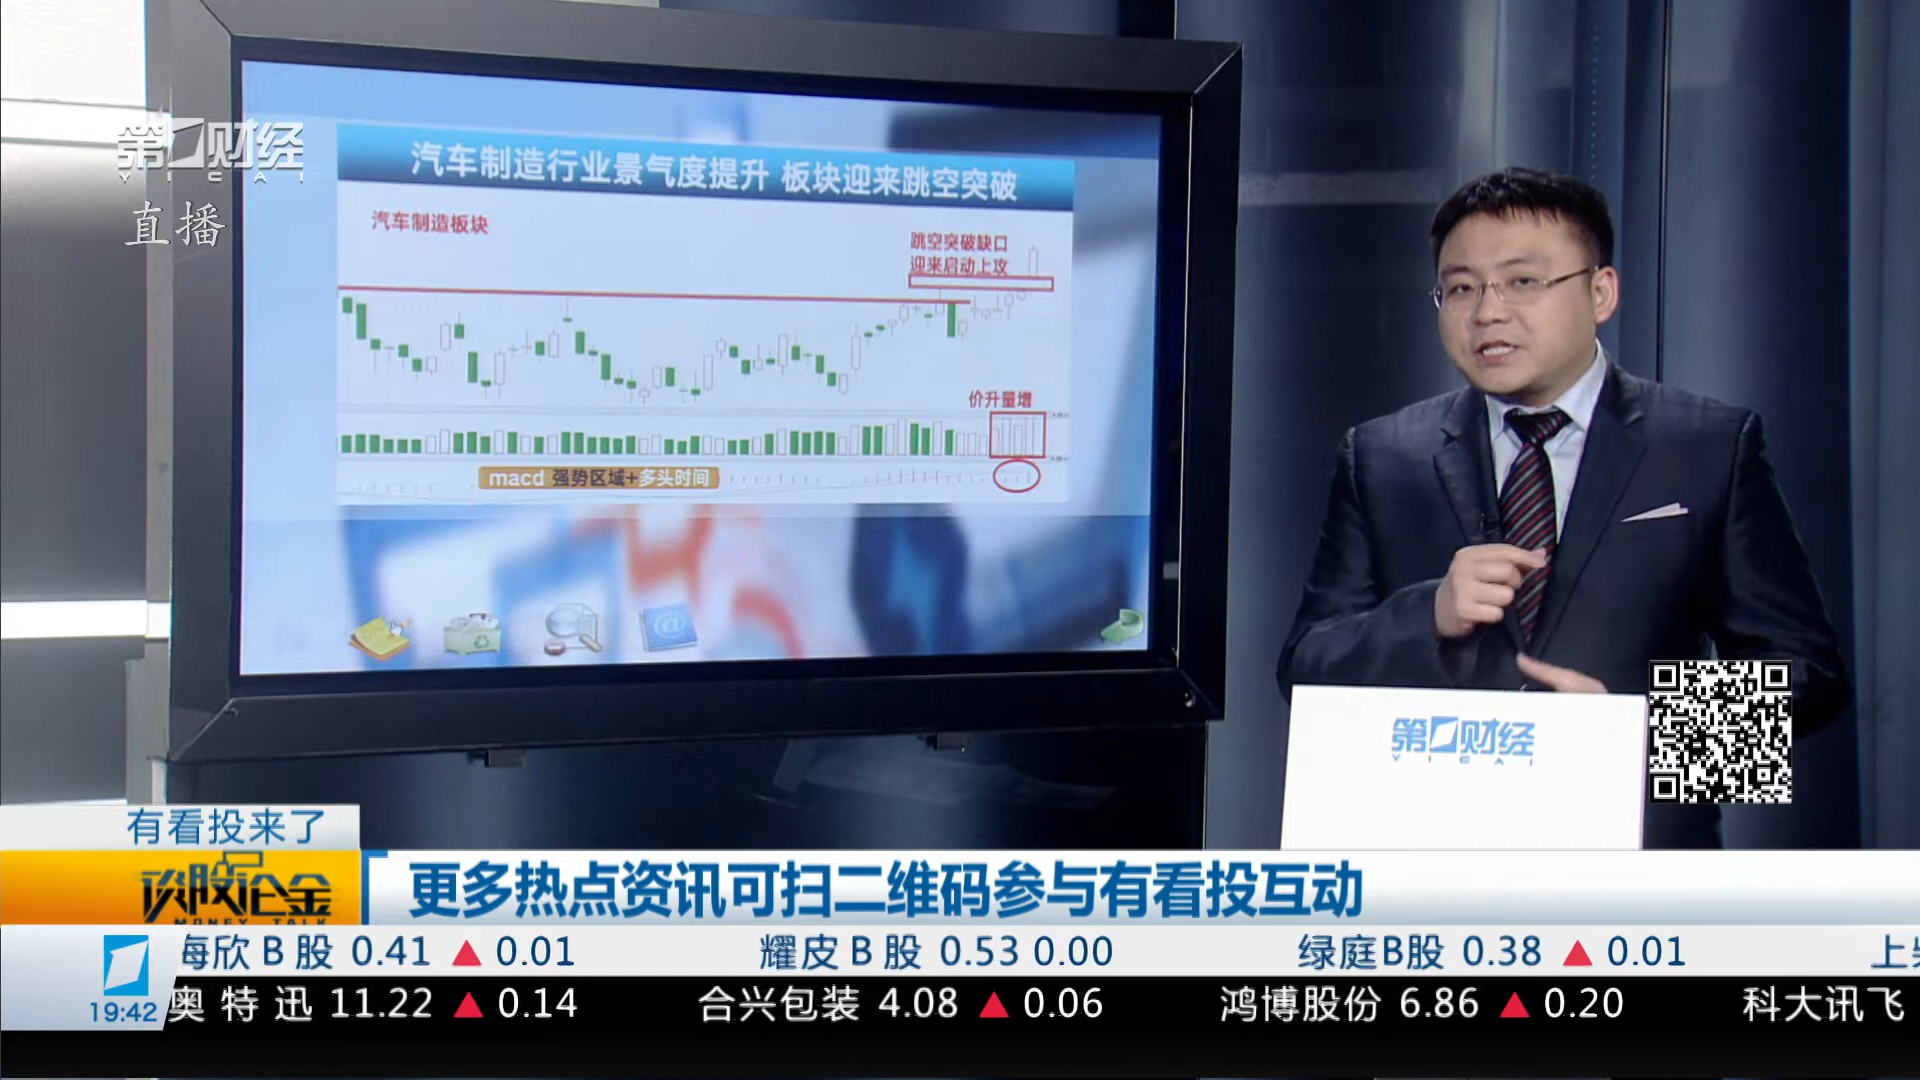 第一财经
YICAI
直播
汽车制造行业景气度提升 板块迎来跳空突破
汽车制造板块
跳空突破缺口
迎来启动上攻
价升量增
macd 强势区域+多头时间
第一财经
YICAI
有看投来了
谈股论金
MONEY TALK
更多热点资讯可扫二维码参与有看投互动
海欣B股 0.41 ▲ 0.01 耀皮B股 0.53 0.00 绿庭B股 0.38 ▲ 0.01 上
19:42
奥特迅 11.22 ▲ 0.14 合兴包装 4.08 ▲ 0.06 鸿博股份 6.86 ▲ 0.20 科大讯飞